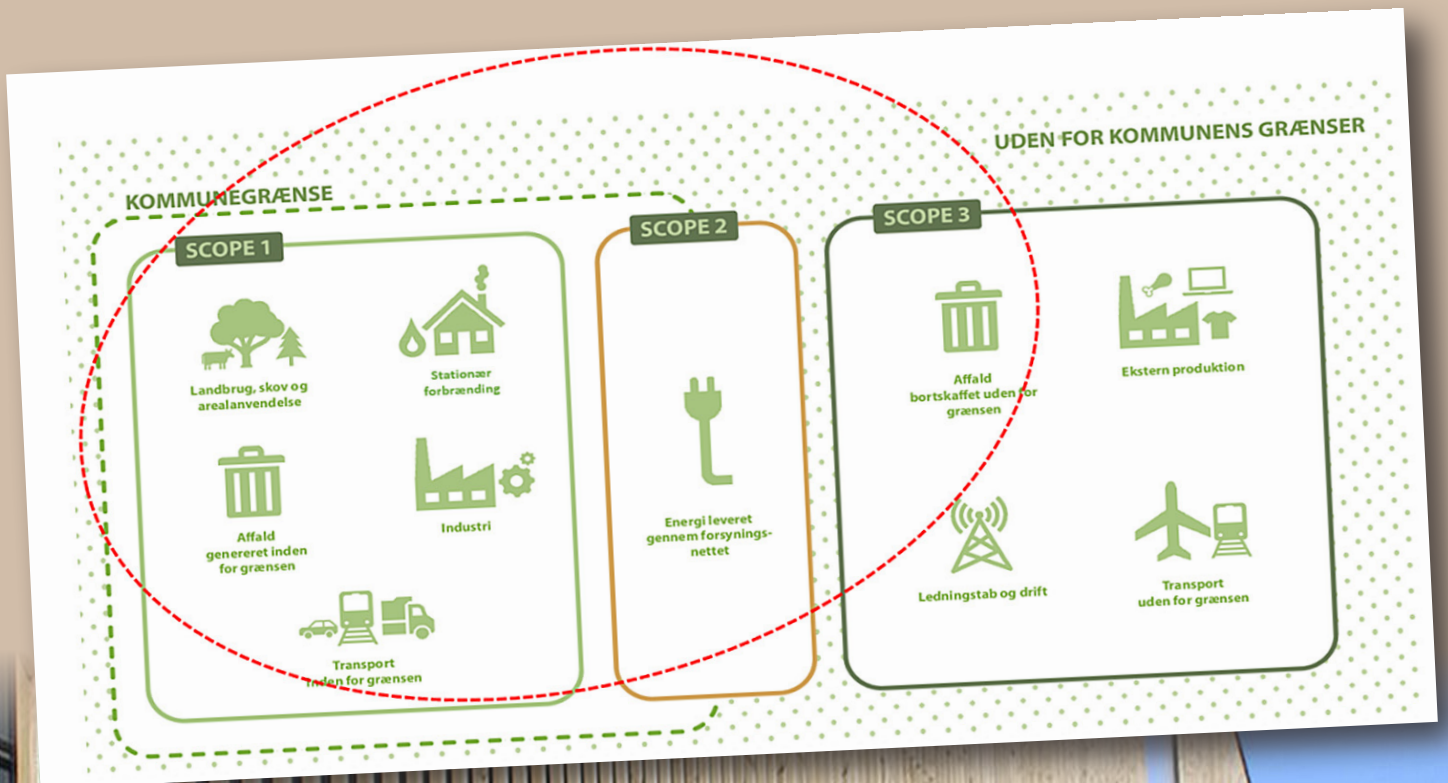 UDEN FOR KOMMUNENS GRÆNSER
KOMMUNEGRÆNSE
SCOPE 1
Landbrug, skov og
arealanvendelse
Stationær
forbrænding
Affald
genereret inden
for grænsen
Industri
Transport
inden for grænsen
SCOPE 2
Energi leveret
gennem forsynings-
nettet
SCOPE 3
Affald
bortskaffet uden for
grænsen
Ekstern produktion
Ledningstab og drift
Transport
uden for grænsen